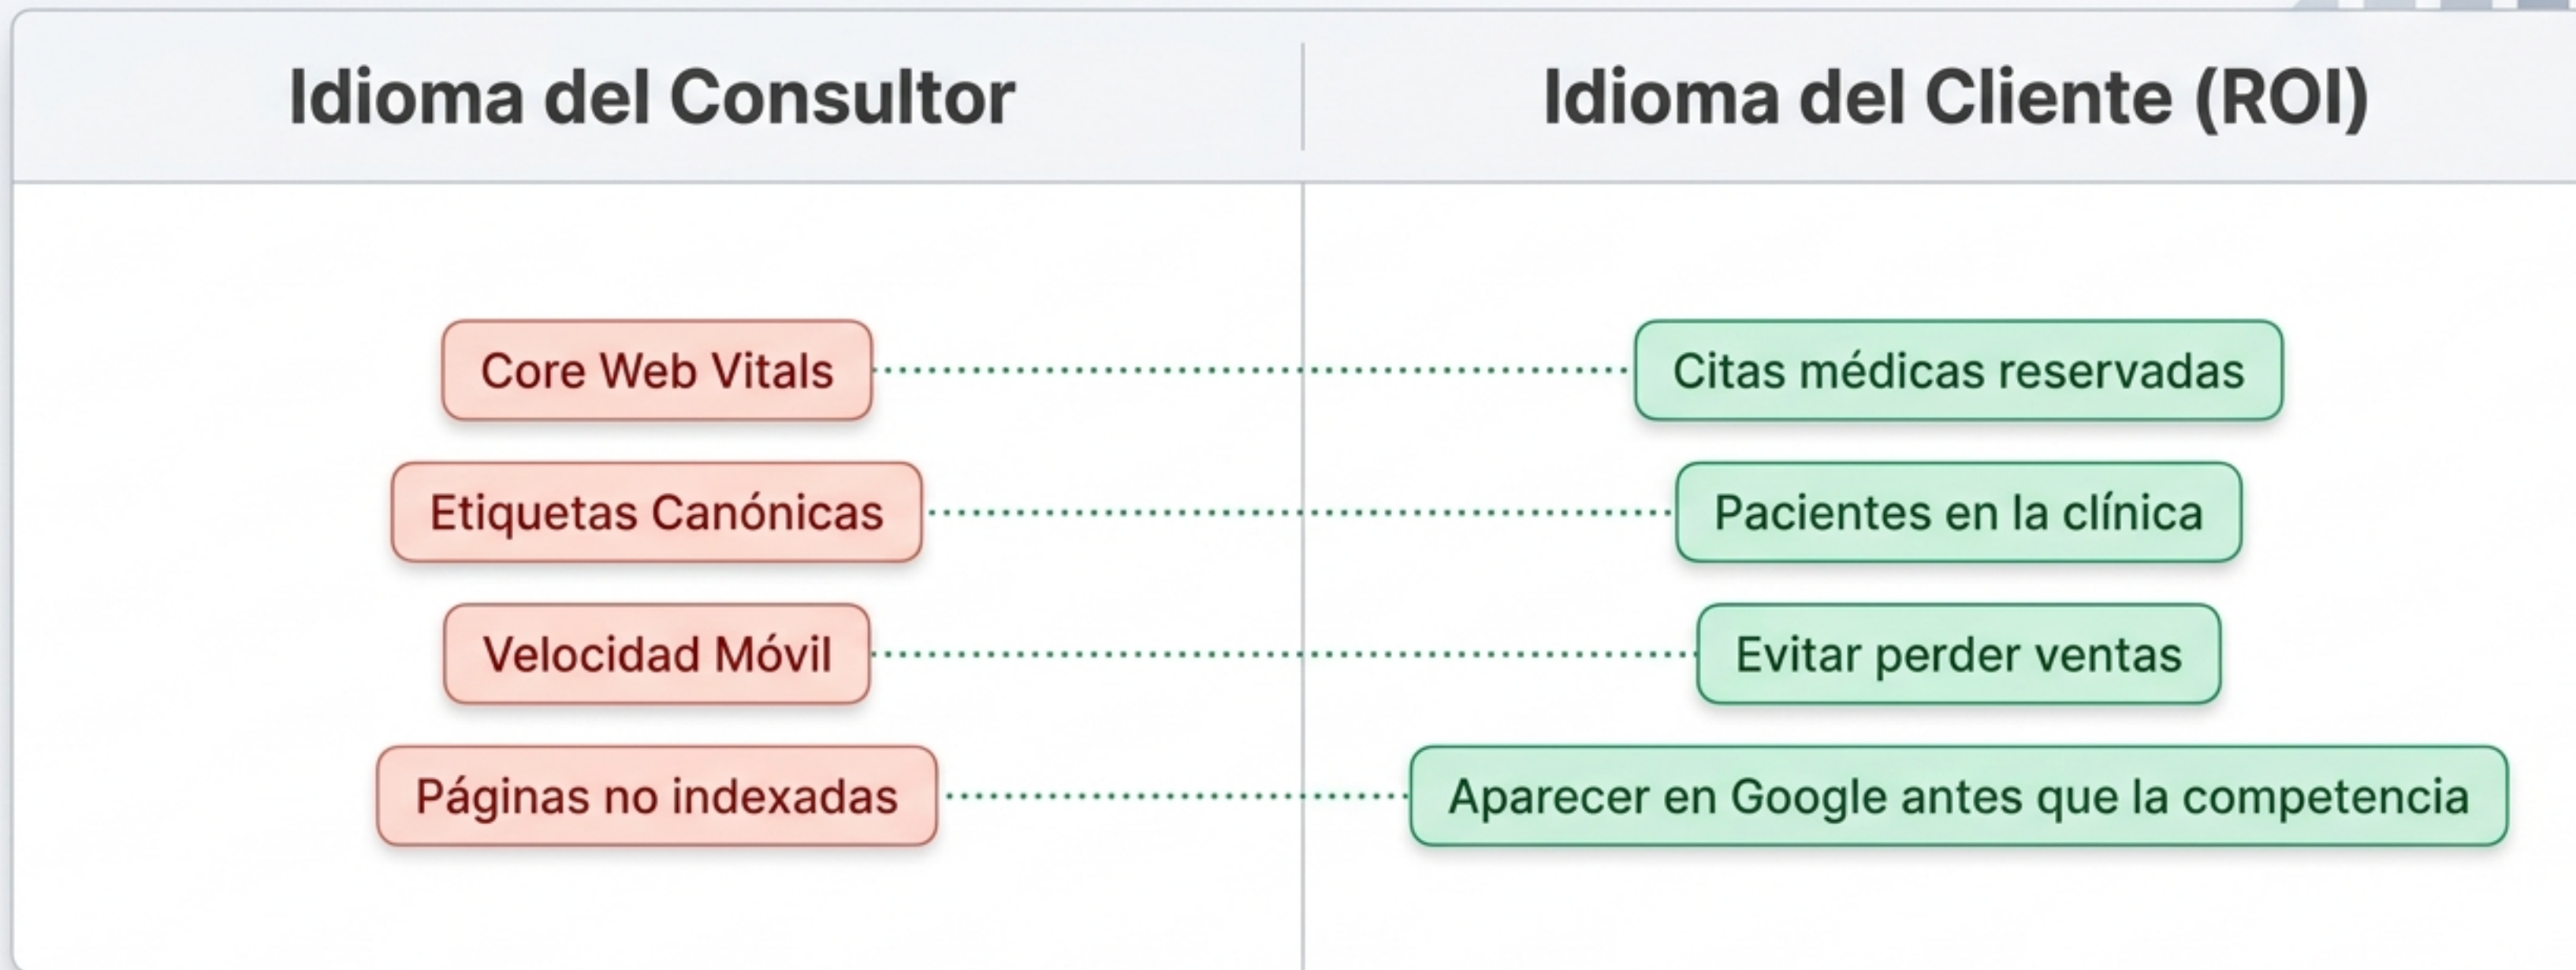 Idioma del Consultor
Idioma del Cliente (ROI)
Core Web Vitals
Citas médicas reservadas
Etiquetas Canónicas
Pacientes en la clínica
Velocidad Móvil
Evitar perder ventas
Páginas no indexadas
Aparecer en Google antes que la competencia